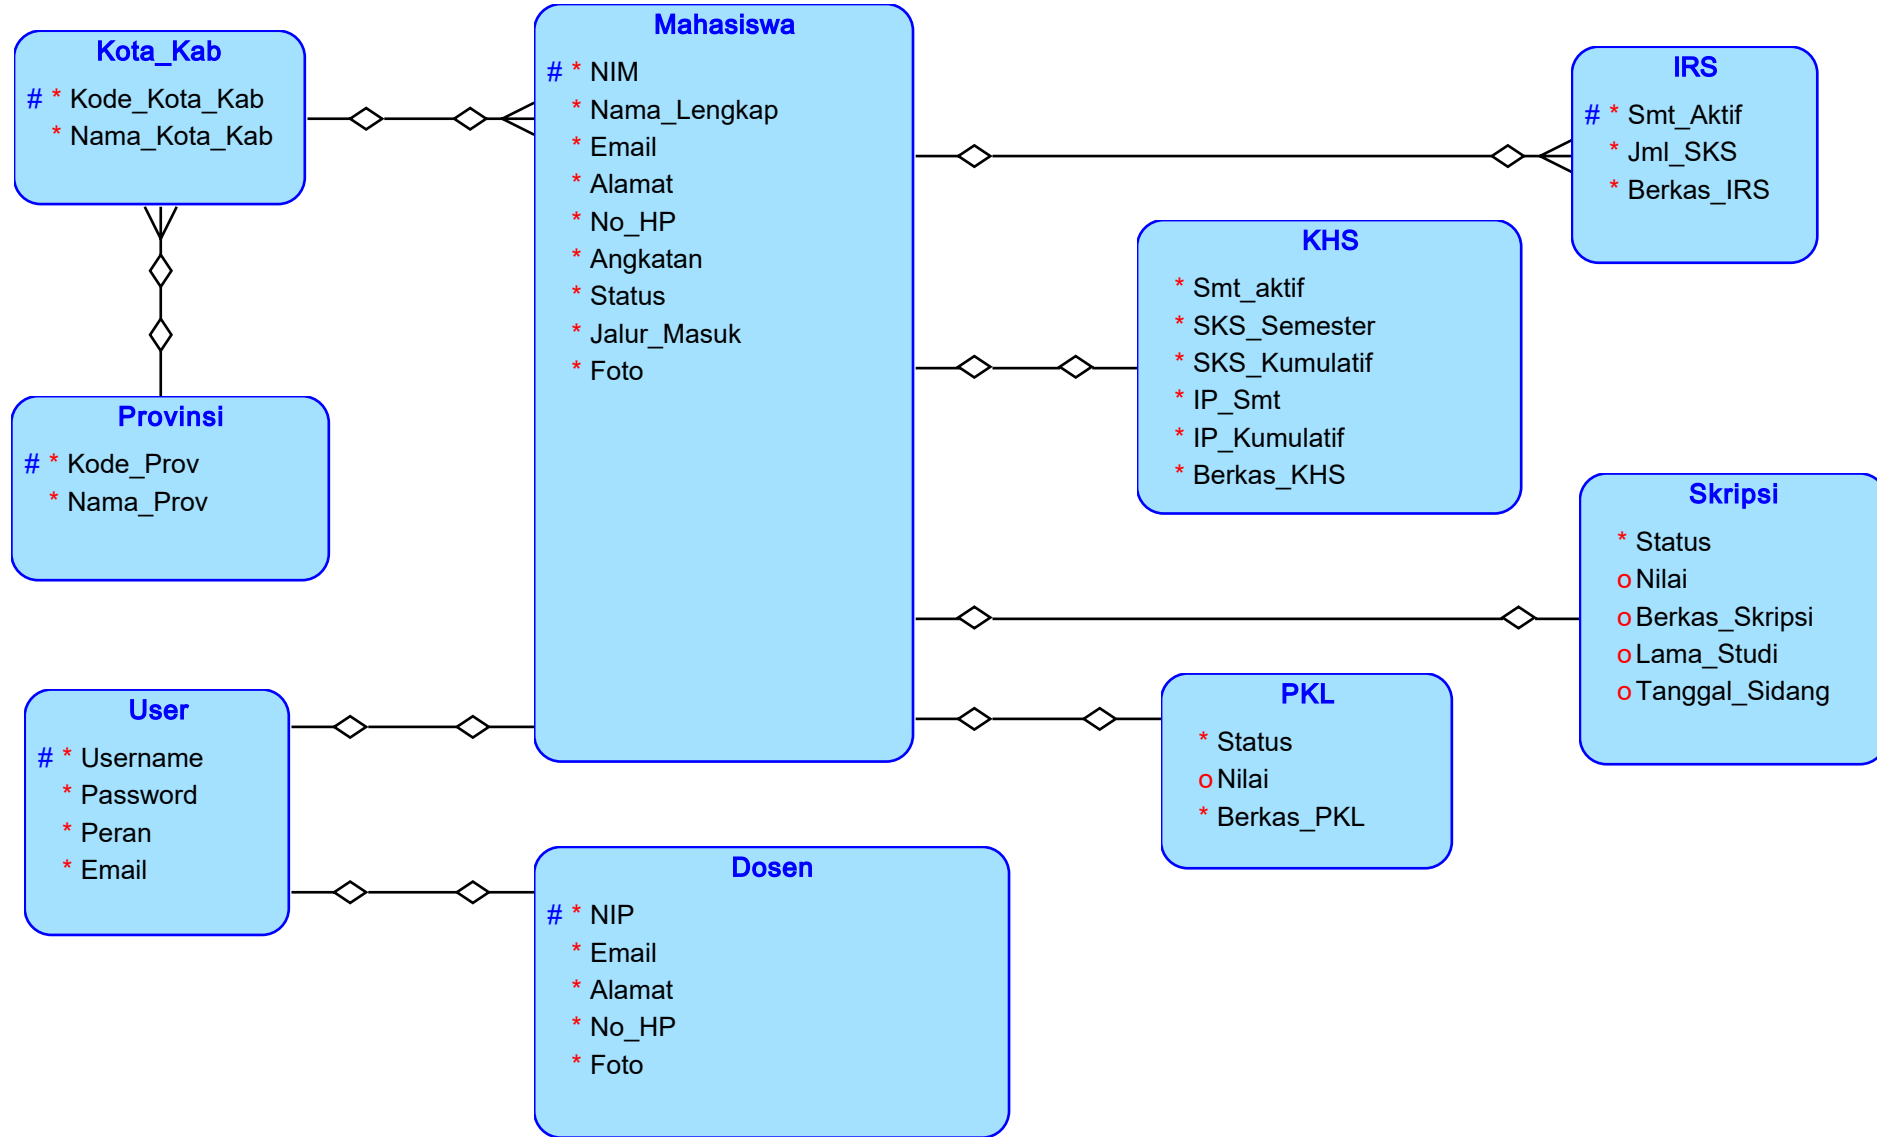 Kota_Kab
# * Kode_Kota_Kab
* Nama_Kota_Kab
Mahasiswa
# * NIM
* Nama_Lengkap
* Email
* Alamat
* No_HP
* Angkatan
* Status
* Jalur_Masuk
* Foto
IRS
# * Smt_Aktif
* Jml_SKS
* Berkas_IRS
KHS
* Smt_aktif
* SKS_Semester
* SKS_Kumulatif
* IP_Smt
* IP_Kumulatif
* Berkas_KHS
Provinsi
# * Kode_Prov
* Nama_Prov
Skripsi
* Status
o Nilai
o Berkas_Skripsi
o Lama_Studi
o Tanggal_Sidang
User
# * Username
* Password
* Peran
* Email
PKL
* Status
o Nilai
* Berkas_PKL
Dosen
# * NIP
* Email
* Alamat
* No_HP
* Foto